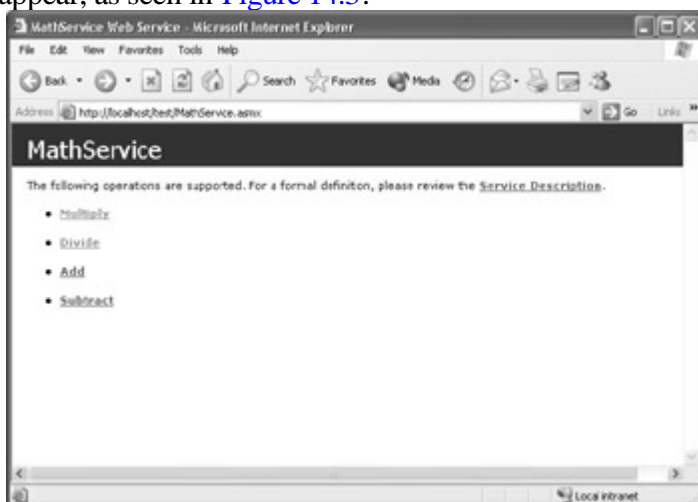 appear, as seen in Figure 14.3.
MathService Web Service - Microsoft Internet Explorer
File Edit View Favorites Tools Help
Back Search Favorites Media
Address http://localhost/test/MathService.asmx Go Links »
MathService
The following operations are supported. For a formal definition, please review the Service Description.
• Multiply
• Divide
• Add
• Subtract
Local intranet